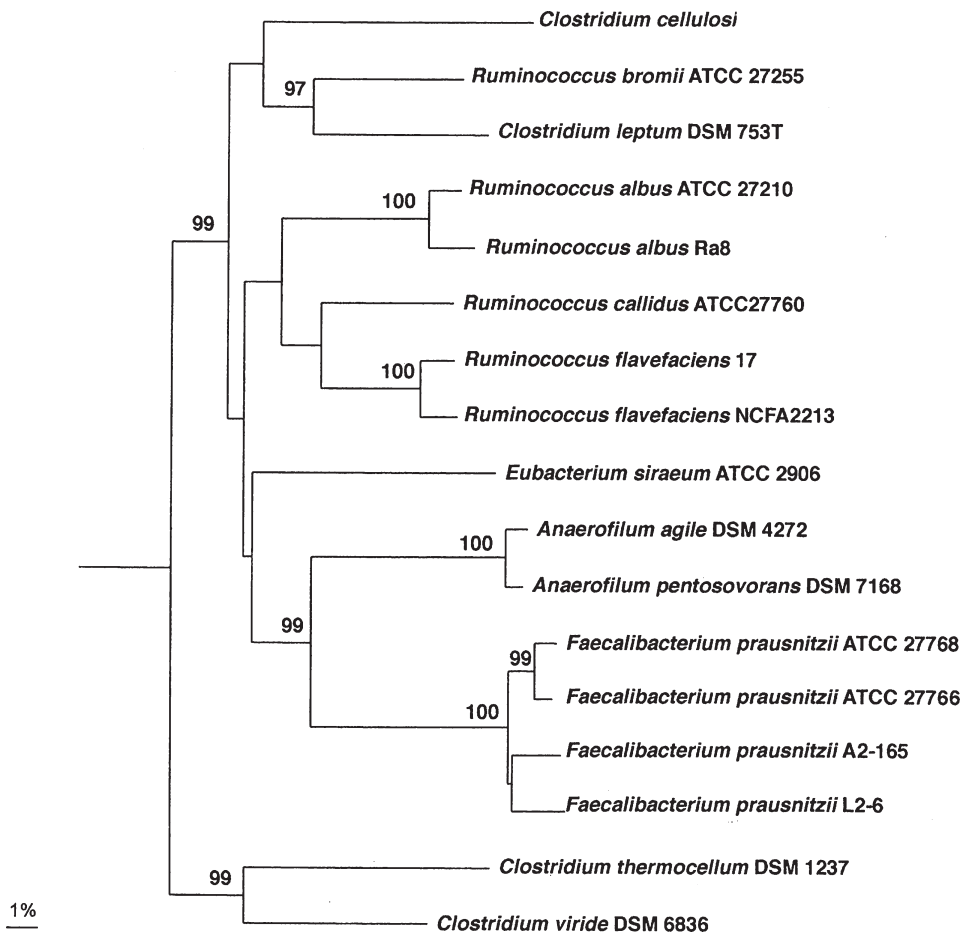 Clostridium cellulosi
97
Ruminococcus bromii ATCC 27255
Clostridium leptum DSM 753T
99
100
Ruminococcus albus ATCC 27210
Ruminococcus albus Ra8
Ruminococcus callidus ATCC27760
100
Ruminococcus flavefaciens 17
Ruminococcus flavefaciens NCFA2213
Eubacterium siraeum ATCC 2906
100
Anaerofilum agile DSM 4272
Anaerofilum pentosovorans DSM 7168
99
99
Faecalibacterium prausnitzii ATCC 27768
Faecalibacterium prausnitzii ATCC 27766
100
Faecalibacterium prausnitzii A2-165
Faecalibacterium prausnitzii L2-6
99
Clostridium thermocellum DSM 1237
Clostridium viride DSM 6836
1%